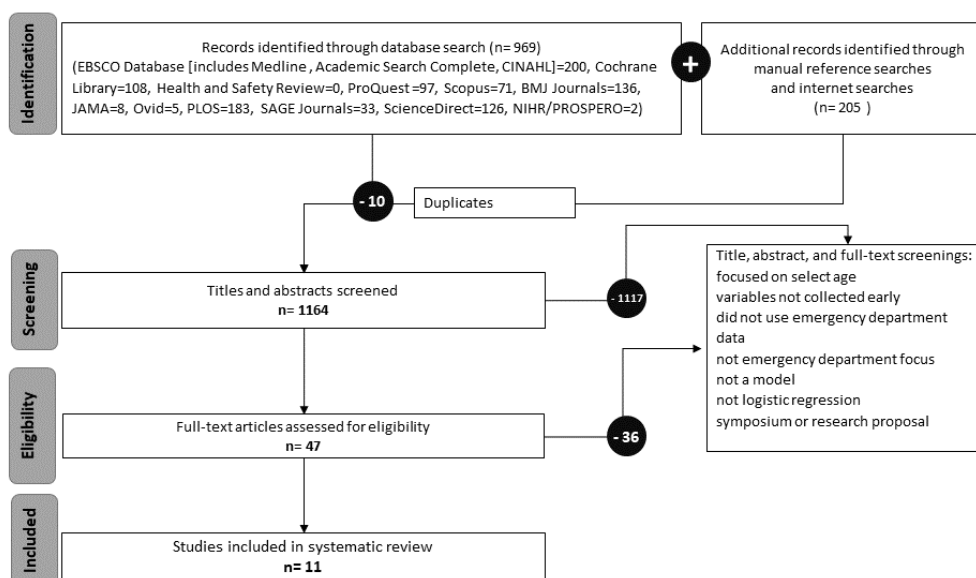 Identification
Records identified through database search (n= 969)
(EBSCO Database [includes Medline , Academic Search Complete, CINAHL]=200, Cochrane
Library=108, Health and Safety Review=0, ProQuest =97, Scopus=71, BMJ Journals=136,
JAMA=8, Ovid=5, PLOS=183, SAGE Journals=33, ScienceDirect=126, NIHR/PROSPERO=2)
+
Additional records identified through
manual reference searches
and internet searches
(n= 205 )
- 10
Duplicates
Screening
Titles and abstracts screened
n= 1164
- 1117
Title, abstract, and full-text screenings:
focused on select age
variables not collected early
did not use emergency department
data
not emergency department focus
not a model
not logistic regression
symposium or research proposal
Eligibility
Full-text articles assessed for eligibility
n= 47
- 36
Included
Studies included in systematic review
n= 11